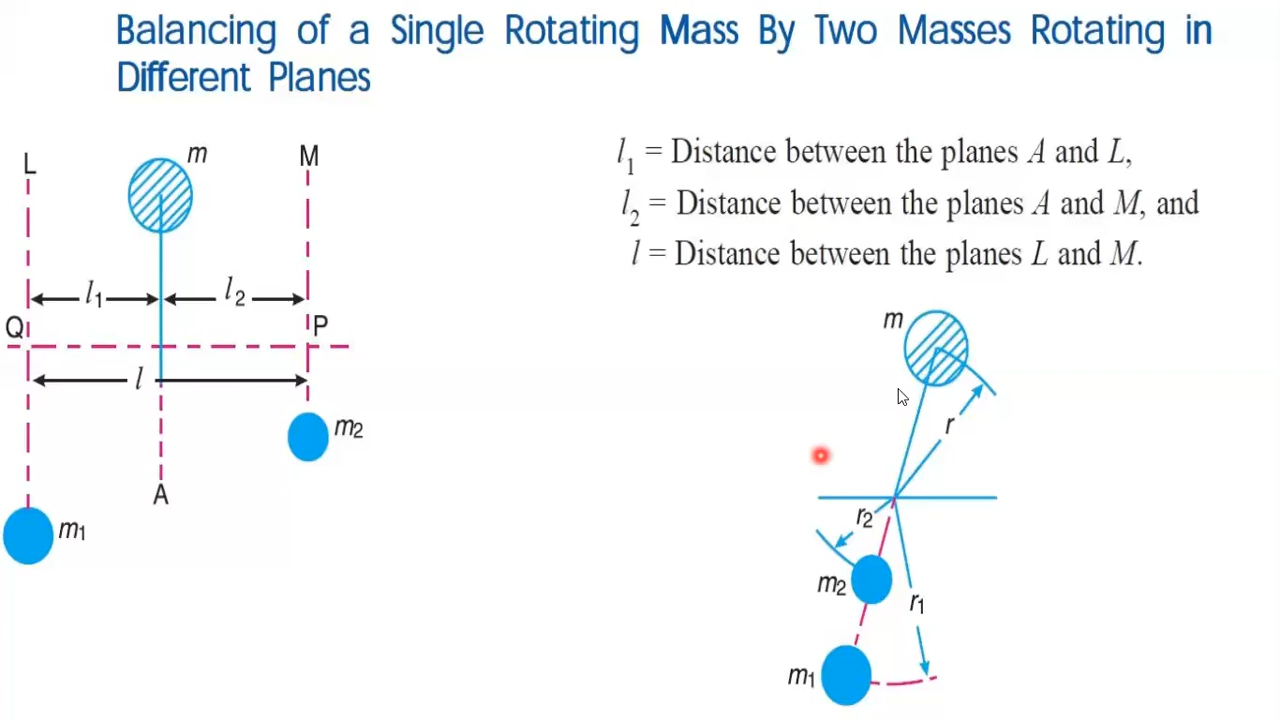 Balancing of a Single Rotating Mass By Two Masses Rotating in
Different Planes
l1 = Distance between the planes A and L,
l2 = Distance between the planes A and M, and
l = Distance between the planes L and M.
L
m
M
l1
l2
Q
P
l
m2
A
m1
m
r
r2
m2
r1
m1